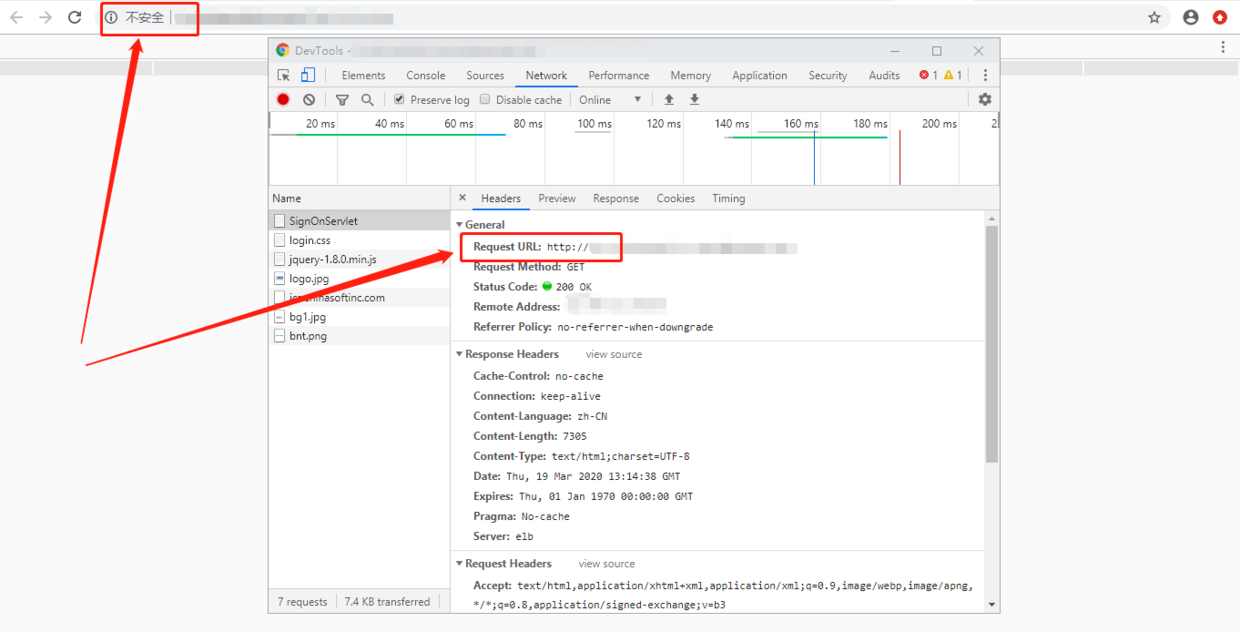 不安全
DevTools -
Elements Console Sources Network Performance Memory Application Security Audits 1 1
Preserve log Disable cache Online
20 ms 40 ms 60 ms 80 ms 100 ms 120 ms 140 ms 160 ms 180 ms 200 ms 2
Name
× Headers Preview Response Cookies Timing
SignOnServlet
login.css
jquery-1.8.0.min.js
logo.jpg
bg1.jpg
bnt.png
General
Request URL: http://
Request Method: GET
Status Code: 200 OK
Remote Address:
Referrer Policy: no-referrer-when-downgrade
Response Headers view source
Cache-Control: no-cache
Connection: keep-alive
Content-Language: zh-CN
Content-Length: 7305
Content-Type: text/html;charset=UTF-8
Date: Thu, 19 Mar 2020 13:14:38 GMT
Expires: Thu, 01 Jan 1970 00:00:00 GMT
Pragma: No-cache
Server: elb
Request Headers view source
Accept: text/html,application/xhtml+xml,application/xml;q=0.9,image/webp,image/apng,
*/*;q=0.8,application/signed-exchange;v=b3
7 requests 7.4 KB transferred